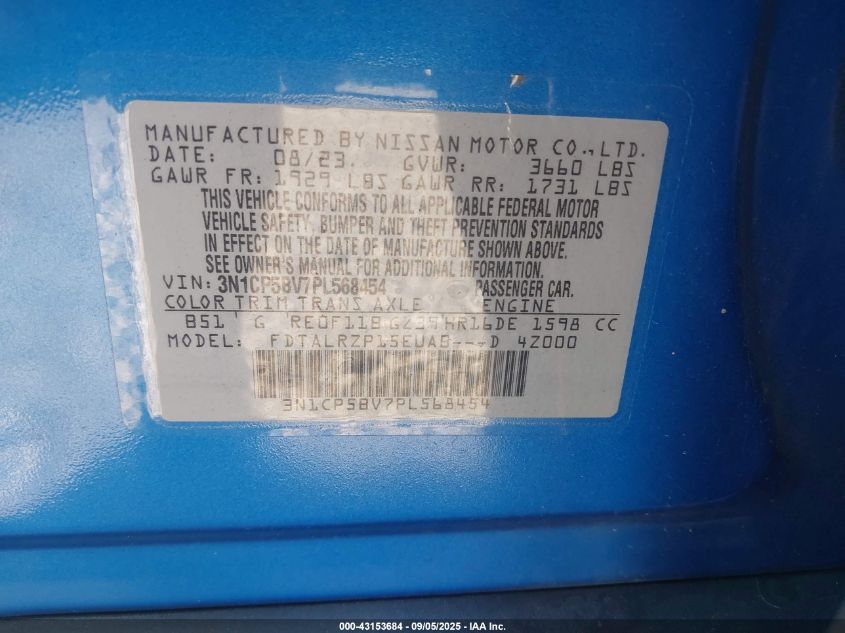 MANUFACTURED BY NISSAN MOTOR CO.,LTD.
DATE: 08/23. GVWR: 3660 LBS
GAWR FR: 1929 LBS GAWR RR: 1731 LBS
THIS VEHICLE CONFORMS TO ALL APPLICABLE FEDERAL MOTOR
VEHICLE SAFETY, BUMPER AND THEFT PREVENTION STANDARDS
IN EFFECT ON THE DATE OF MANUFACTURE SHOWN ABOVE.
SEE OWNER'S MANUAL FOR ADDITIONAL INFORMATION
VIN: 3N1CP5BV7PL568454 PASSENGER CAR.
COLOR TRIM TRANS AXLE ENGINE
B51 G RE0F11B GZ39 HR16DE 1598 CC
MODEL: FDTALRZP15EUAB---D 4Z000
3N1CP5BV7PL568454
000-43153684 - 09/05/2025 - IAA Inc.